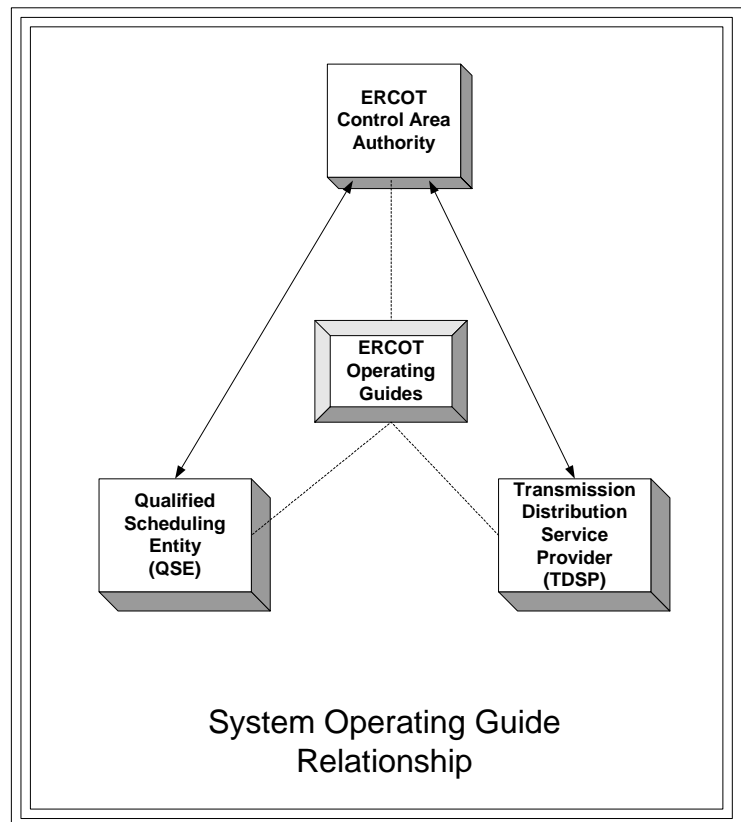 ERCOT
Control Area
Authority
ERCOT
Operating
Guides
Qualified
Scheduling
Entity
(QSE)
Transmission
Distribution
Service
Provider
(TDSP)
System Operating Guide
Relationship